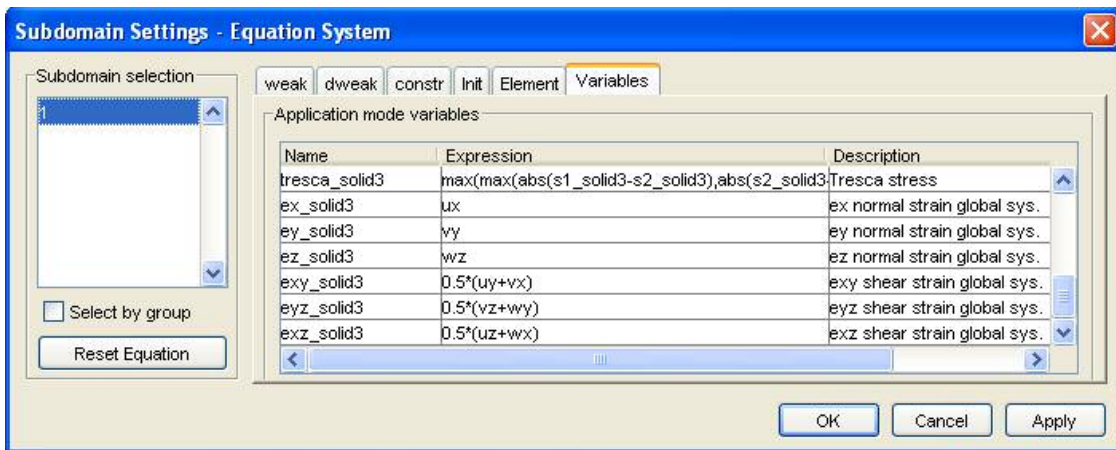 Subdomain Settings - Equation System
Subdomain selection
1
Select by group
Reset Equation
weak dweak constr Init Element Variables
Application mode variables
Name Expression Description
tresca_solid3 max(max(abs(s1_solid3-s2_solid3),abs(s2_solid3- Tresca stress
ex_solid3 ux ex normal strain global sys.
ey_solid3 vy ey normal strain global sys.
ez_solid3 wz ez normal strain global sys.
exy_solid3 0.5*(uy+vx) exy shear strain global sys.
eyz_solid3 0.5*(vz+wy) eyz shear strain global sys.
exz_solid3 0.5*(uz+wx) exz shear strain global sys.
OK Cancel Apply